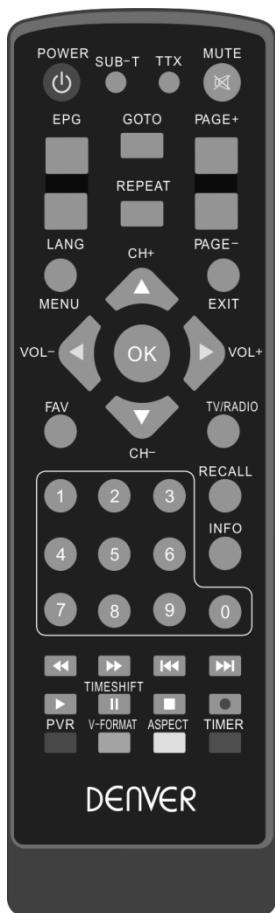 POWER SUB-T TTX MUTE
EPG GOTO PAGE+
REPEAT
LANG PAGE-
CH+
MENU EXIT
VOL- OK VOL+
FAV TV/RADIO
CH-
RECALL
1 2 3
INFO
4 5 6
7 8 9 0
TIMESHIFT
PVR V-FORMAT ASPECT TIMER
DENVER